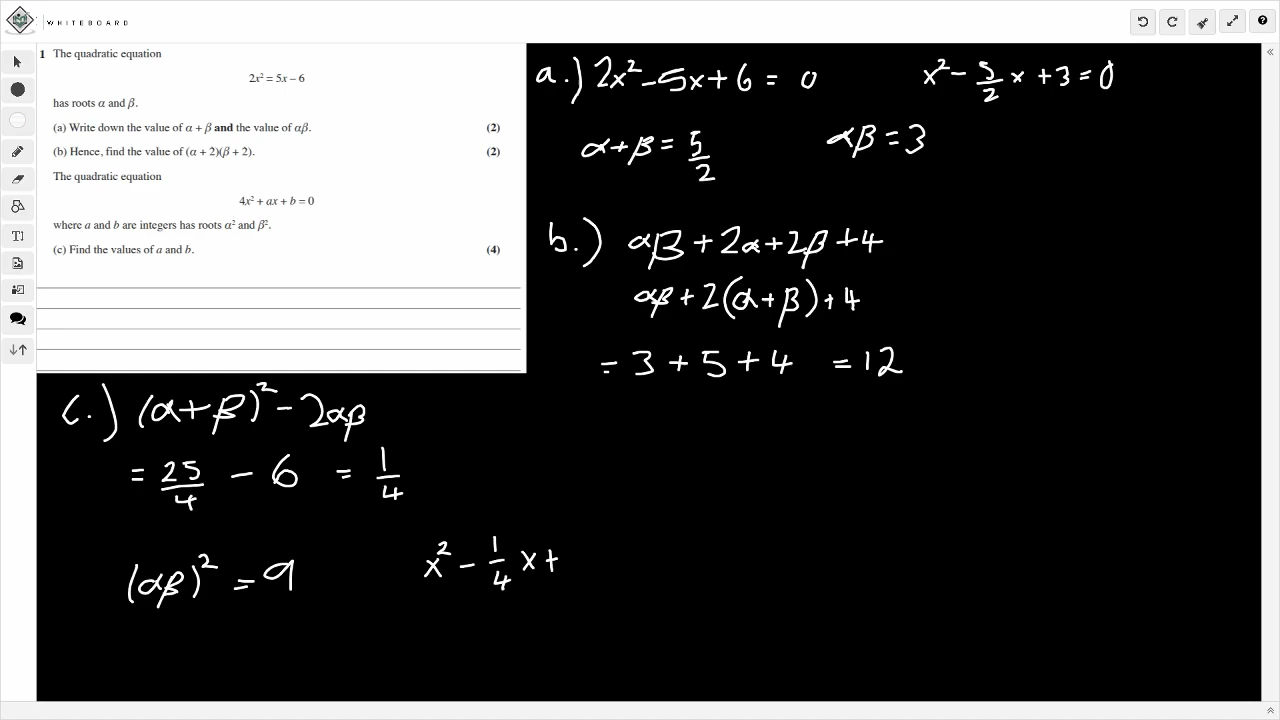 WHITEBOARD
1 The quadratic equation
2x² = 5x – 6
has roots α and β.
(a) Write down the value of α + β and the value of αβ. (2)
(b) Hence, find the value of (α + 2)(β + 2). (2)
The quadratic equation
4x² + ax + b = 0
where a and b are integers has roots α² and β².
(c) Find the values of a and b. (4)
a.) 2x² - 5x + 6 = 0 x² - 5/2 x + 3 = 0
α + β = 5/2 αβ = 3
b.) αβ + 2α + 2β + 4
αβ + 2(α + β) + 4
= 3 + 5 + 4 = 12
c.) (α + β)² - 2αβ
= 25/4 - 6 = 1/4
(αβ)² = 9 x² - 1/4 x +